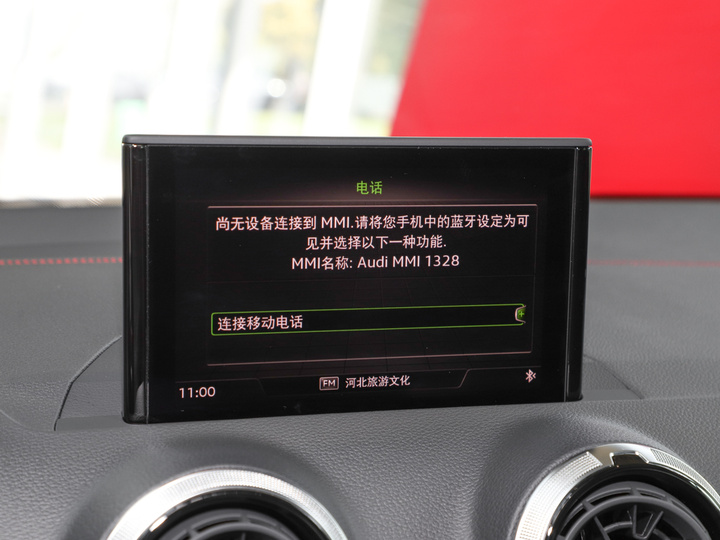 电话
尚无设备连接到 MMI.请将您手机中的蓝牙设定为可
见并选择以下一种功能.
MMI名称: Audi MMI 1328
连接移动电话
11:00
FM 河北旅游文化